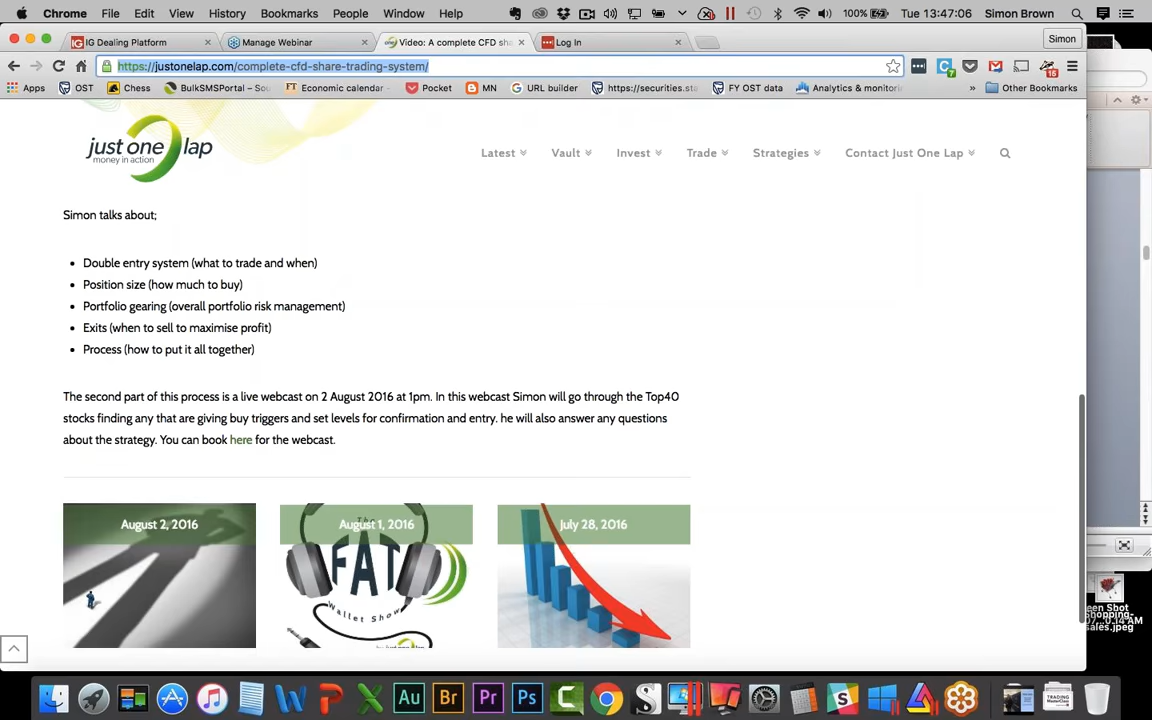 Chrome File Edit View History Bookmarks People Window Help 100% Tue 13:47:06 Simon Brown
IG Dealing Platform Manage Webinar Video: A complete CFD sha Log In Simon
https://justonelap.com/complete-cfd-share-trading-system/
Apps OST Chess BulkSMSPortal – Sou Economic calendar Pocket MN URL builder https://securities.sta FY OST data Analytics & monitori » Other Bookmarks
just one lap
money in action
Latest Vault Invest Trade Strategies Contact Just One Lap
Simon talks about;
Double entry system (what to trade and when)
Position size (how much to buy)
Portfolio gearing (overall portfolio risk management)
Exits (when to sell to maximise profit)
Process (how to put it all together)
The second part of this process is a live webcast on 2 August 2016 at 1pm. In this webcast Simon will go through the Top40
stocks finding any that are giving buy triggers and set levels for confirmation and entry. he will also answer any questions
about the strategy. You can book here for the webcast.
August 2, 2016 August 1, 2016 July 28, 2016
The
FAT
Wallet Show